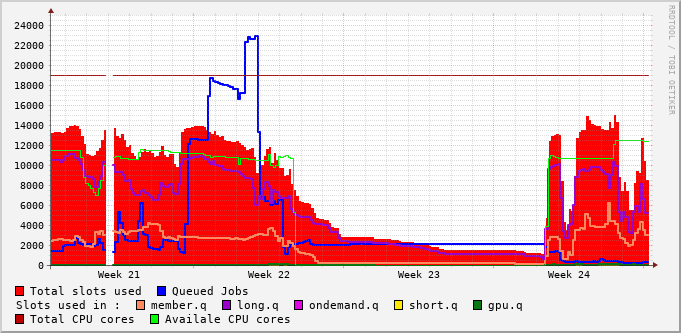 RRDTOOL / TOBI OETIKER
24000
22000
20000
18000
16000
14000
12000
10000
8000
6000
4000
2000
0
Week 21 Week 22 Week 23 Week 24
Total slots used Queued Jobs
Slots used in : member.q long.q ondemand.q short.q gpu.q
Total CPU cores Availale CPU cores